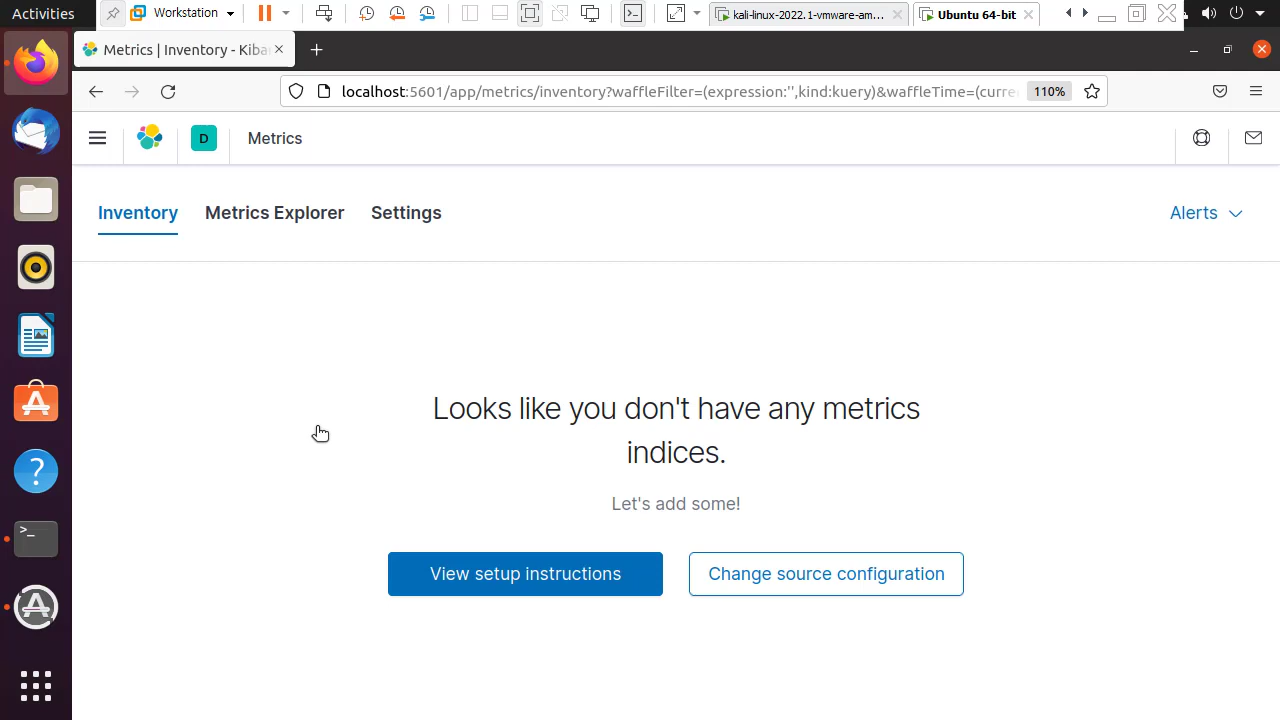 Activities
Workstation
kali-linux-2022.1-vmware-am...
Ubuntu 64-bit
Metrics | Inventory - Kiba
localhost:5601/app/metrics/inventory?waffleFilter=(expression:'',kind:kuery)&waffleTime=(curre
110%
D
Metrics
Inventory
Metrics Explorer
Settings
Alerts
Looks like you don't have any metrics
indices.
Let's add some!
View setup instructions
Change source configuration